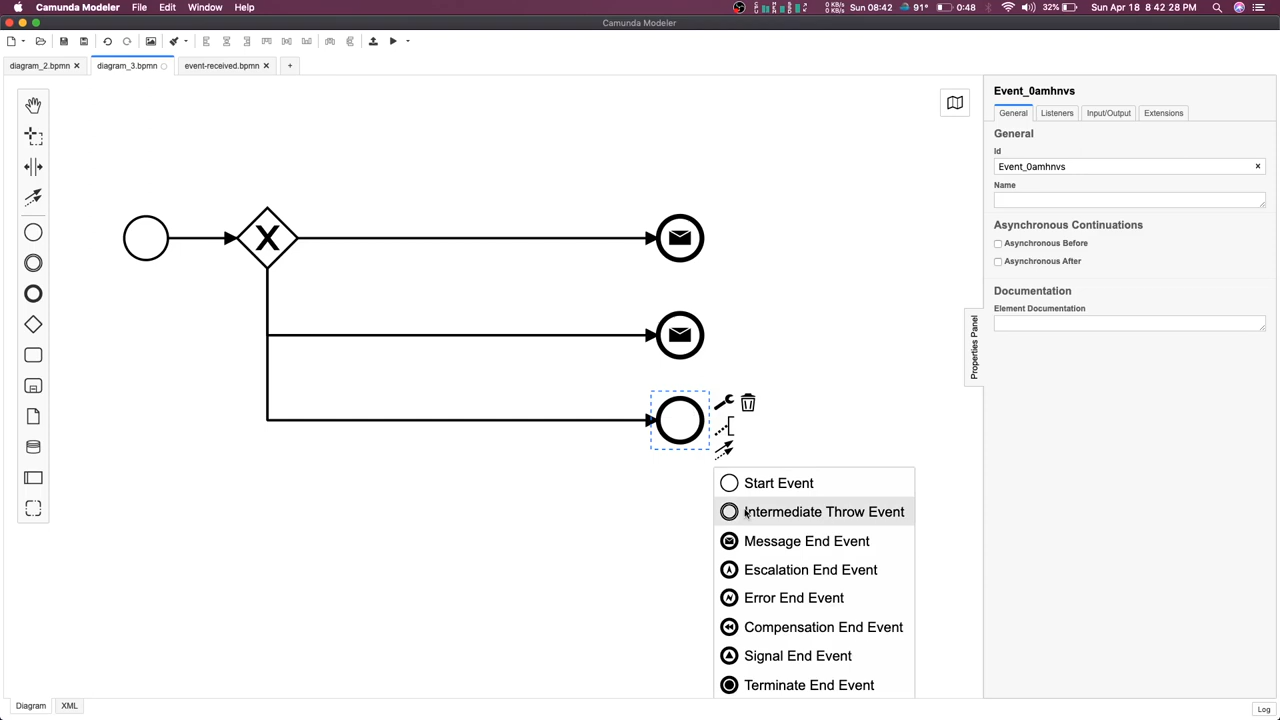 Camunda Modeler File Edit Window Help 0 KB/s 0 KB/s Sun 08:42 91° 0:48 32% Sun Apr 18 8 42 28 PM
Camunda Modeler
diagram_2.bpmn diagram_3.bpmn event-received.bpmn +
Event_0amhnvs
General Listeners Input/Output Extensions
General
Id
Event_0amhnvs
Name
Asynchronous Continuations
Asynchronous Before
Asynchronous After
Documentation
Element Documentation
Properties Panel
Start Event
Intermediate Throw Event
Message End Event
Escalation End Event
Error End Event
Compensation End Event
Signal End Event
Terminate End Event
Diagram XML
Log